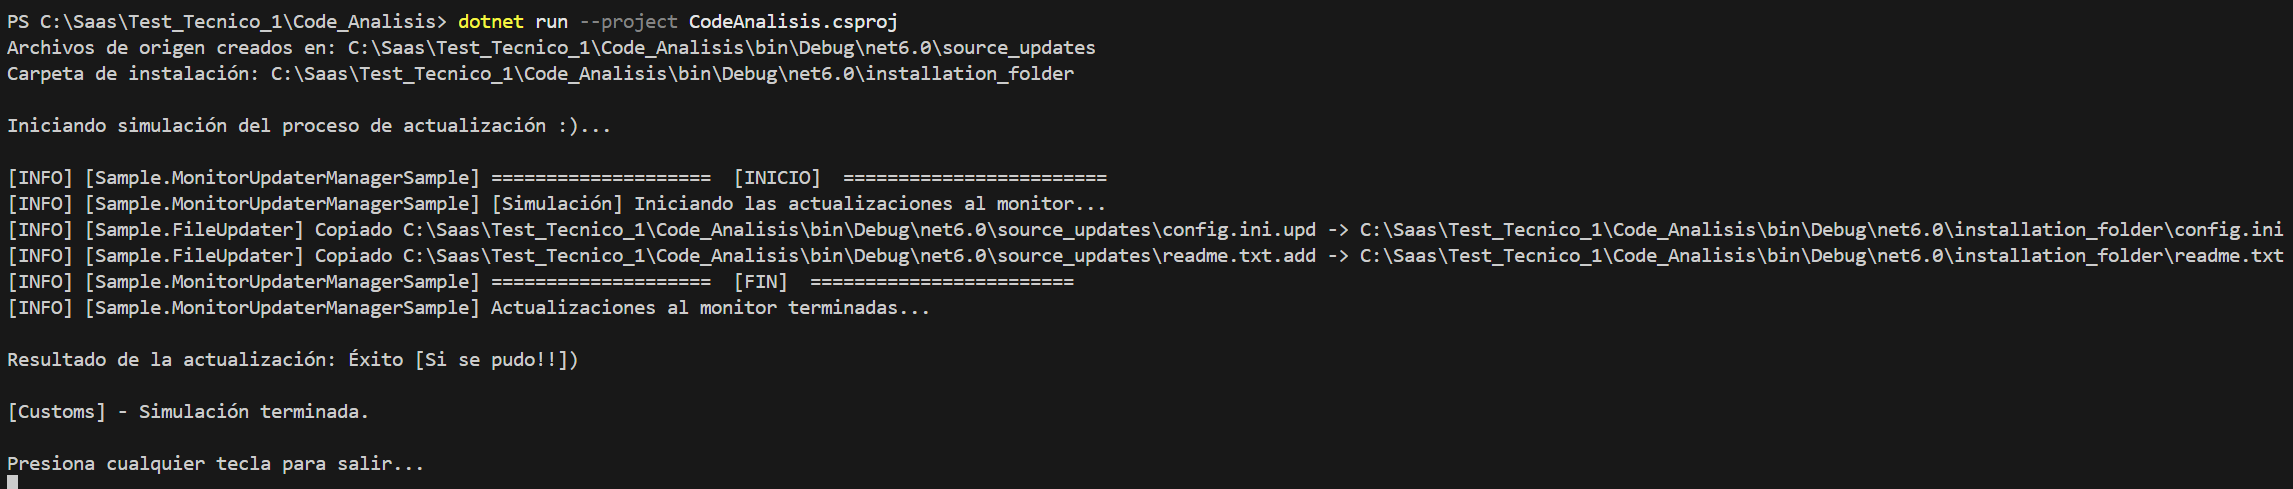 PS C:\Saas\Test_Tecnico_1\Code_Analisis> dotnet run --project CodeAnalisis.csproj
Archivos de origen creados en: C:\Saas\Test_Tecnico_1\Code_Analisis\bin\Debug\net6.0\source_updates
Carpeta de instalación: C:\Saas\Test_Tecnico_1\Code_Analisis\bin\Debug\net6.0\installation_folder
Iniciando simulación del proceso de actualización :)...
[INFO] [Sample.MonitorUpdaterManagerSample] ==================== [INICIO] ========================
[INFO] [Sample.MonitorUpdaterManagerSample] [Simulación] Iniciando las actualizaciones al monitor...
[INFO] [Sample.FileUpdater] Copiado C:\Saas\Test_Tecnico_1\Code_Analisis\bin\Debug\net6.0\source_updates\config.ini.upd -> C:\Saas\Test_Tecnico_1\Code_Analisis\bin\Debug\net6.0\installation_folder\config.ini
[INFO] [Sample.FileUpdater] Copiado C:\Saas\Test_Tecnico_1\Code_Analisis\bin\Debug\net6.0\source_updates\readme.txt.add -> C:\Saas\Test_Tecnico_1\Code_Analisis\bin\Debug\net6.0\installation_folder\readme.txt
[INFO] [Sample.MonitorUpdaterManagerSample] ==================== [FIN] ========================
[INFO] [Sample.MonitorUpdaterManagerSample] Actualizaciones al monitor terminadas...
Resultado de la actualización: Éxito [Si se pudo!!])
[Customs] - Simulación terminada.
Presiona cualquier tecla para salir...